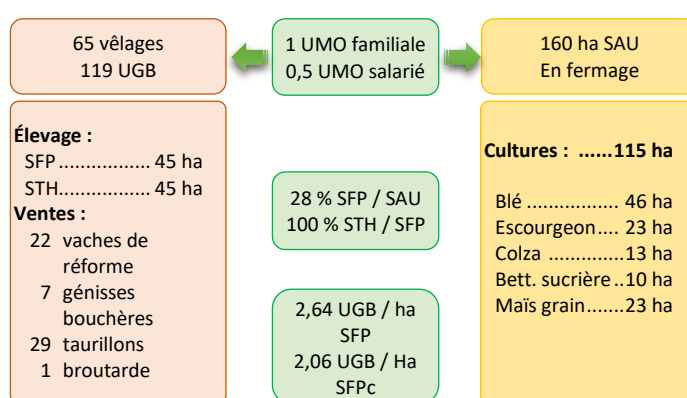 65 vêlages
119 UGB
1 UMO familiale
0,5 UMO salarié
160 ha SAU
En fermage
Élevage :
SFP................. 45 ha
STH................. 45 ha
Ventes :
22 vaches de
réforme
7 génisses
bouchères
29 taurillons
1 broutarde
28 % SFP / SAU
100 % STH / SFP
2,64 UGB / ha
SFP
2,06 UGB / Ha
SFPc
Cultures : ......115 ha
Blé ................. 46 ha
Escourgeon.... 23 ha
Colza ..............13 ha
Bett. sucrière ..10 ha
Maïs grain.......23 ha